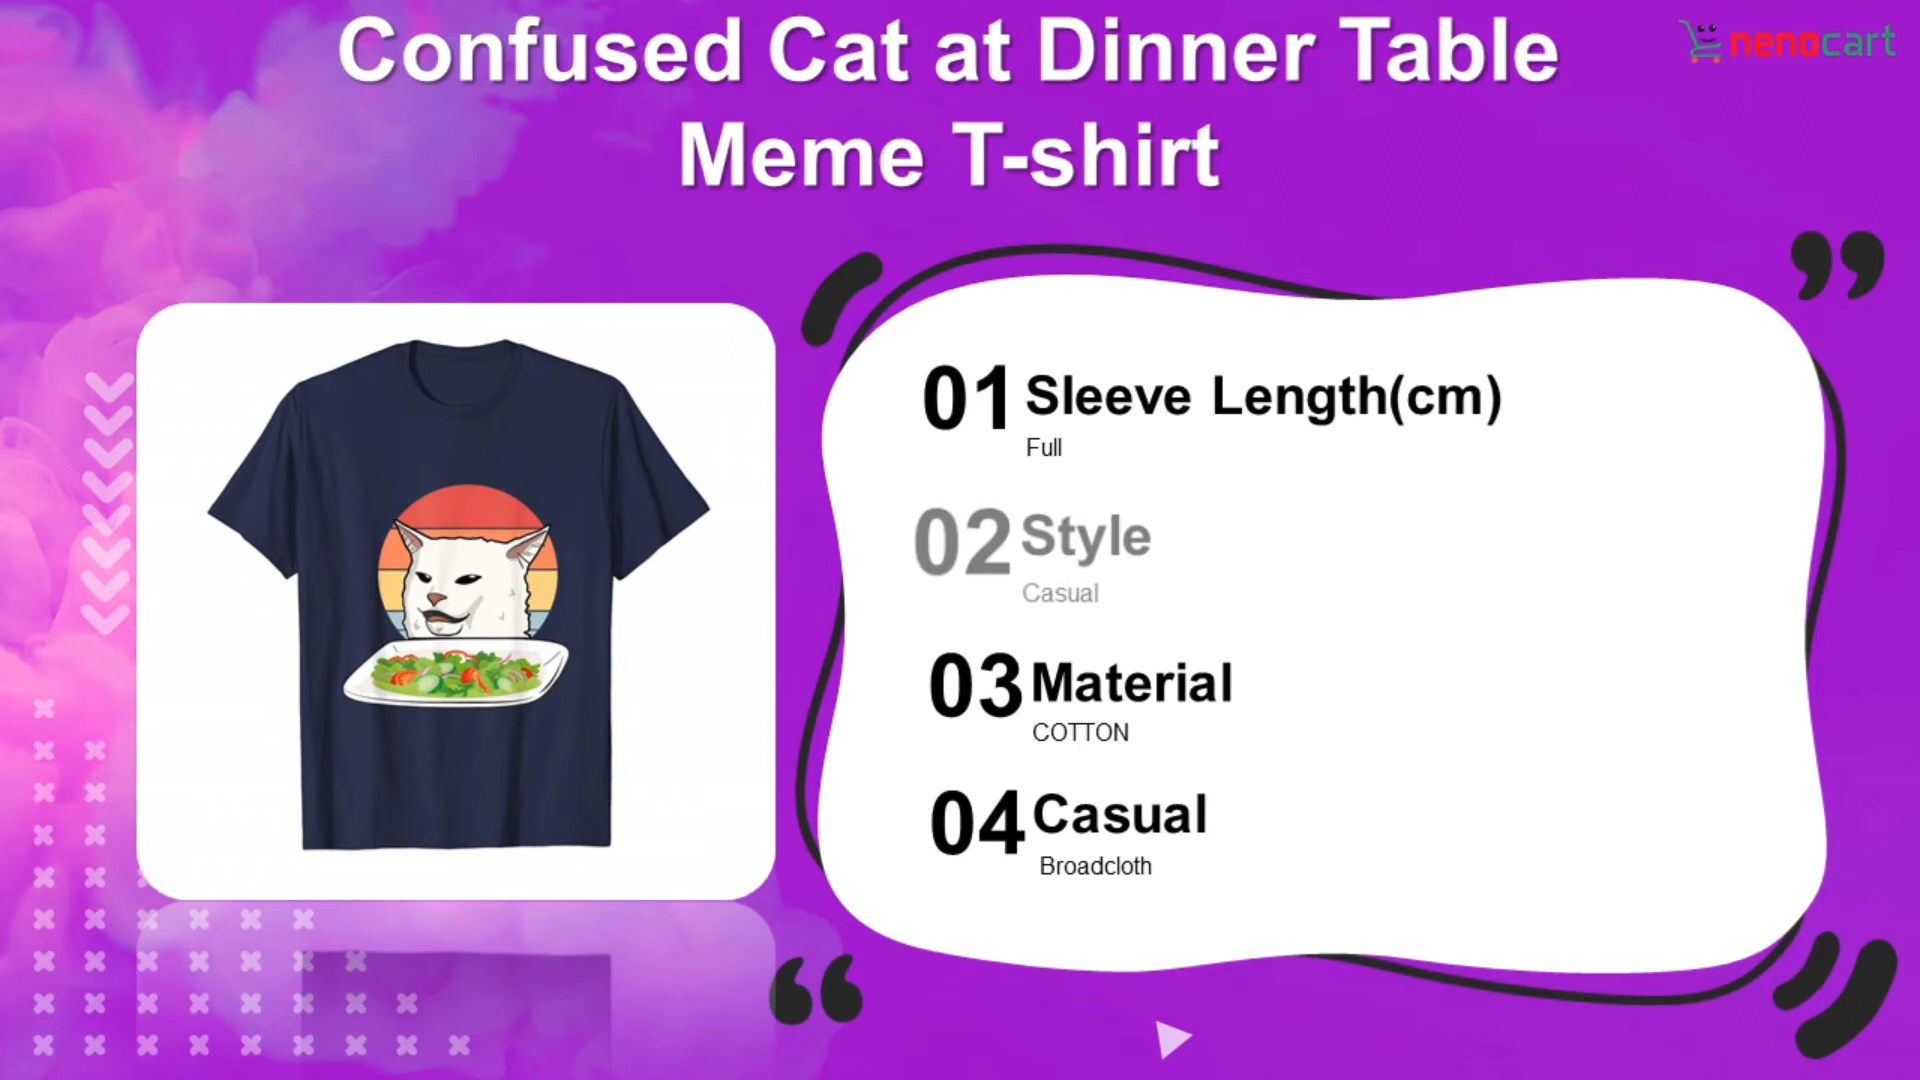 Confused Cat at Dinner Table
Meme T-shirt
nenocart
01 Sleeve Length(cm)
Full
02 Style
Casual
03 Material
COTTON
04 Casual
Broadcloth